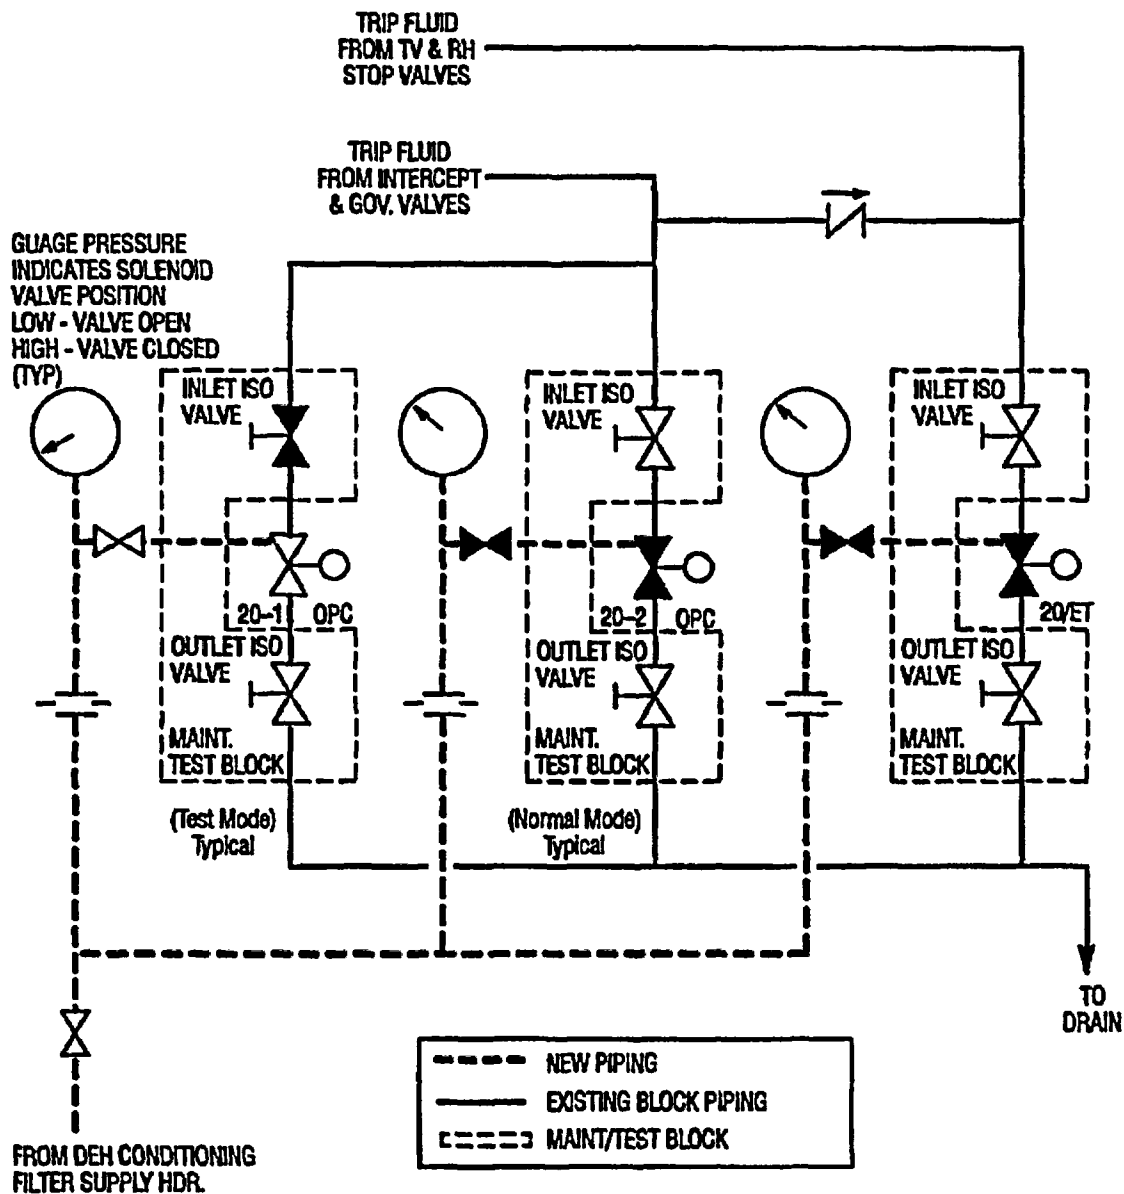 TRIP FLUID
FROM TV & RH
STOP VALVES
TRIP FLUID
FROM INTERCEPT
& GOV. VALVES
GUAGE PRESSURE
INDICATES SOLENOID
VALVE POSITION
LOW - VALVE OPEN
HIGH - VALVE CLOSED
(TYP)
INLET ISO
VALVE
INLET ISO
VALVE
INLET ISO
VALVE
20-1 OPC
20-2 OPC
20/ET
OUTLET ISO
VALVE
OUTLET ISO
VALVE
OUTLET ISO
VALVE
MAINT.
TEST BLOCK
MAINT.
TEST BLOCK
MAINT.
TEST BLOCK
(Test Mode)
Typical
(Normal Mode)
Typical
TO
DRAIN
NEW PIPING
EXISTING BLOCK PIPING
MAINT/TEST BLOCK
FROM DEH CONDITIONING
FILTER SUPPLY HDR.